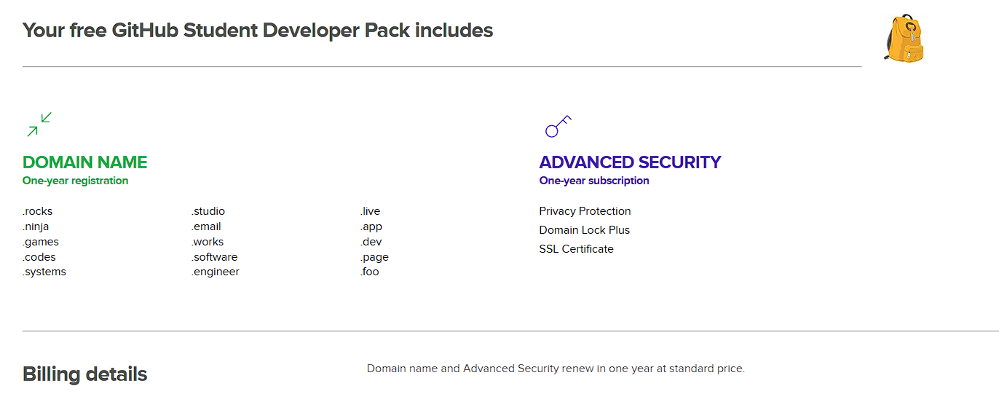 Your free GitHub Student Developer Pack includes
DOMAIN NAME
One-year registration
.rocks
.ninja
.games
.codes
.systems
.studio
.email
.works
.software
.engineer
.live
.app
.dev
.page
.foo
ADVANCED SECURITY
One-year subscription
Privacy Protection
Domain Lock Plus
SSL Certificate
Billing details
Domain name and Advanced Security renew in one year at standard price.